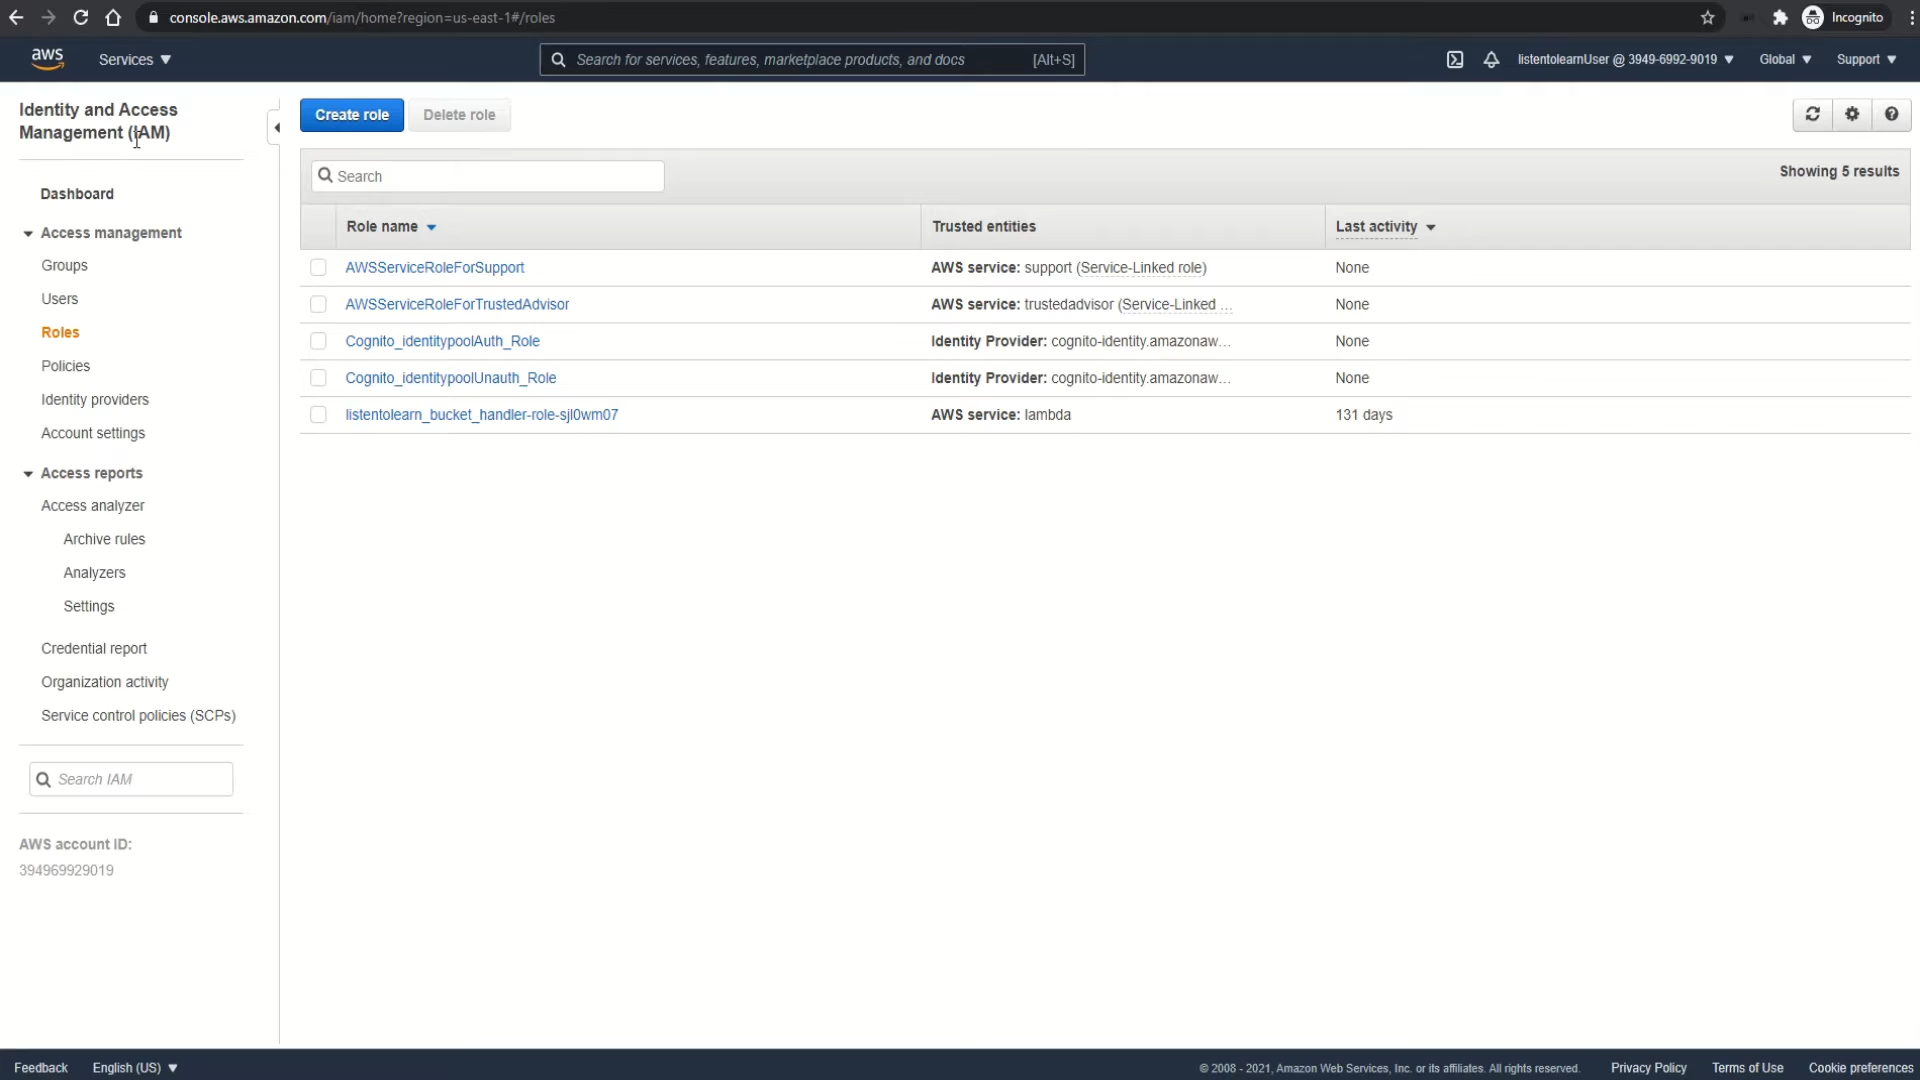 console.aws.amazon.com/iam/home?region=us-east-1#/roles
Incognito
aws
Services
Search for services, features, marketplace products, and docs
[Alt+S]
listentolearnUser @ 3949-6992-9019
Global
Support
Identity and Access
Management (IAM)
Dashboard
Access management
Groups
Users
Roles
Policies
Identity providers
Account settings
Access reports
Access analyzer
Archive rules
Analyzers
Settings
Credential report
Organization activity
Service control policies (SCPs)
Search IAM
AWS account ID:
394969929019
Create role
Delete role
Search
Showing 5 results
Role name
Trusted entities
Last activity
AWSServiceRoleForSupport
AWS service: support (Service-Linked role)
None
AWSServiceRoleForTrustedAdvisor
AWS service: trustedadvisor (Service-Linked ...
None
Cognito_identitypoolAuth_Role
Identity Provider: cognito-identity.amazonaw...
None
Cognito_identitypoolUnauth_Role
Identity Provider: cognito-identity.amazonaw...
None
listentolearn_bucket_handler-role-sjl0wm07
AWS service: lambda
131 days
Feedback
English (US)
© 2008 - 2021, Amazon Web Services, Inc. or its affiliates. All rights reserved.
Privacy Policy
Terms of Use
Cookie preferences